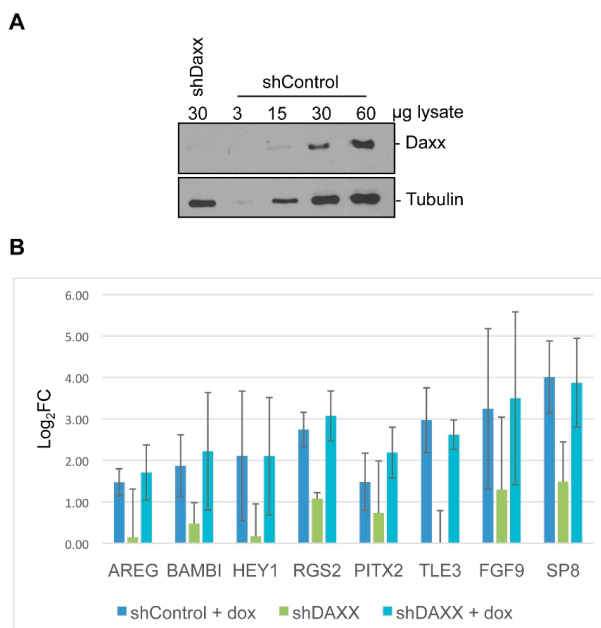 A
shDaxx
shControl
30 3 15 30 60 µg lysate
- Daxx
- Tubulin
B
6.00
5.00
4.00
3.00
2.00
1.00
0.00
Log₂FC
AREG BAMBI HEY1 RGS2 PITX2 TLE3 FGF9 SP8
shControl + dox shDAXX shDAXX + dox